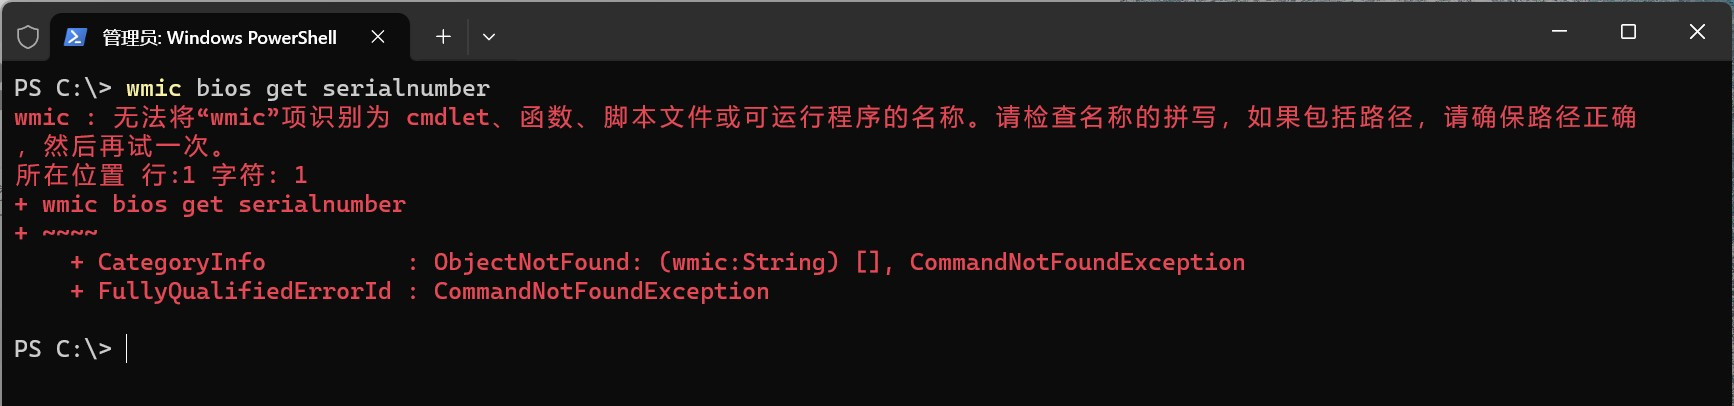 管理员: Windows PowerShell
PS C:\> wmic bios get serialnumber
wmic : 无法将“wmic”项识别为 cmdlet、函数、脚本文件或可运行程序的名称。请检查名称的拼写，如果包括路径，请确保路径正确
，然后再试一次。
所在位置 行:1 字符: 1
+ wmic bios get serialnumber
+ ~~~~
    + CategoryInfo          : ObjectNotFound: (wmic:String) [], CommandNotFoundException
    + FullyQualifiedErrorId : CommandNotFoundException
PS C:\>